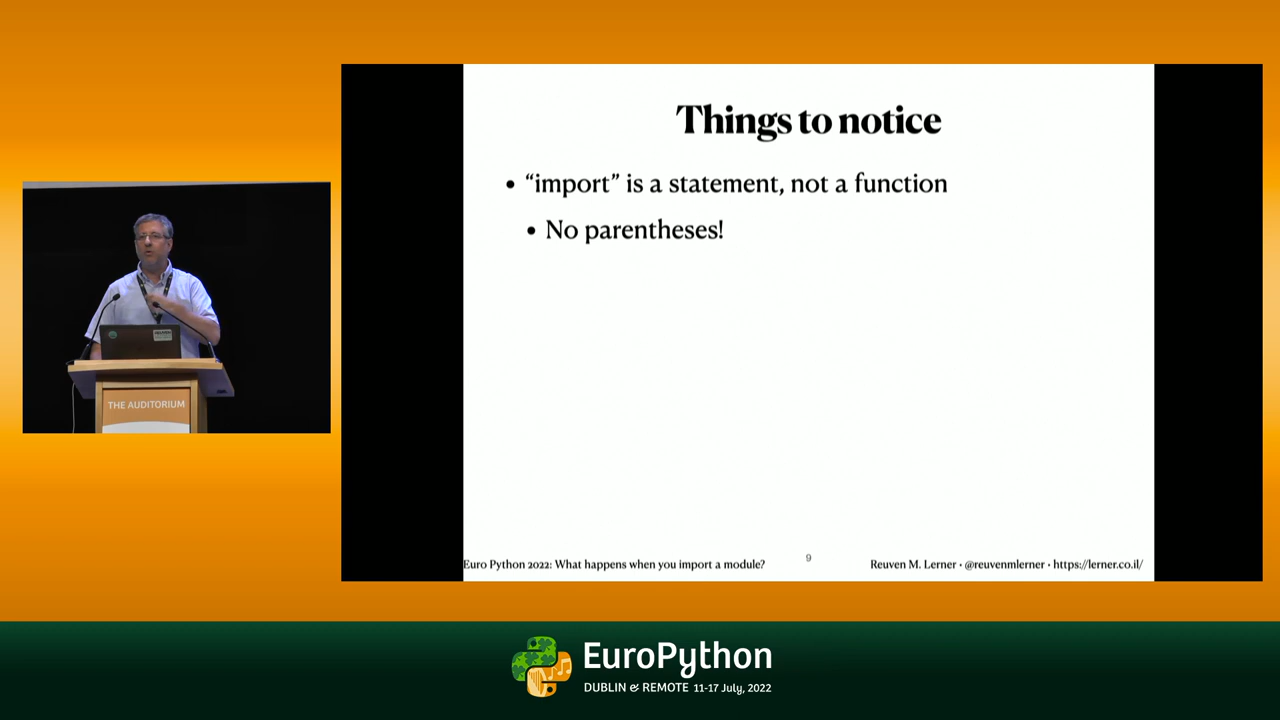 Things to notice
• “import” is a statement, not a function
• No parentheses!
THE AUDITORIUM
Euro Python 2022: What happens when you import a module?
9
Reuven M. Lerner • @reuvenmlerner • https://lerner.co.il/
EuroPython
DUBLIN & REMOTE 11-17 July, 2022